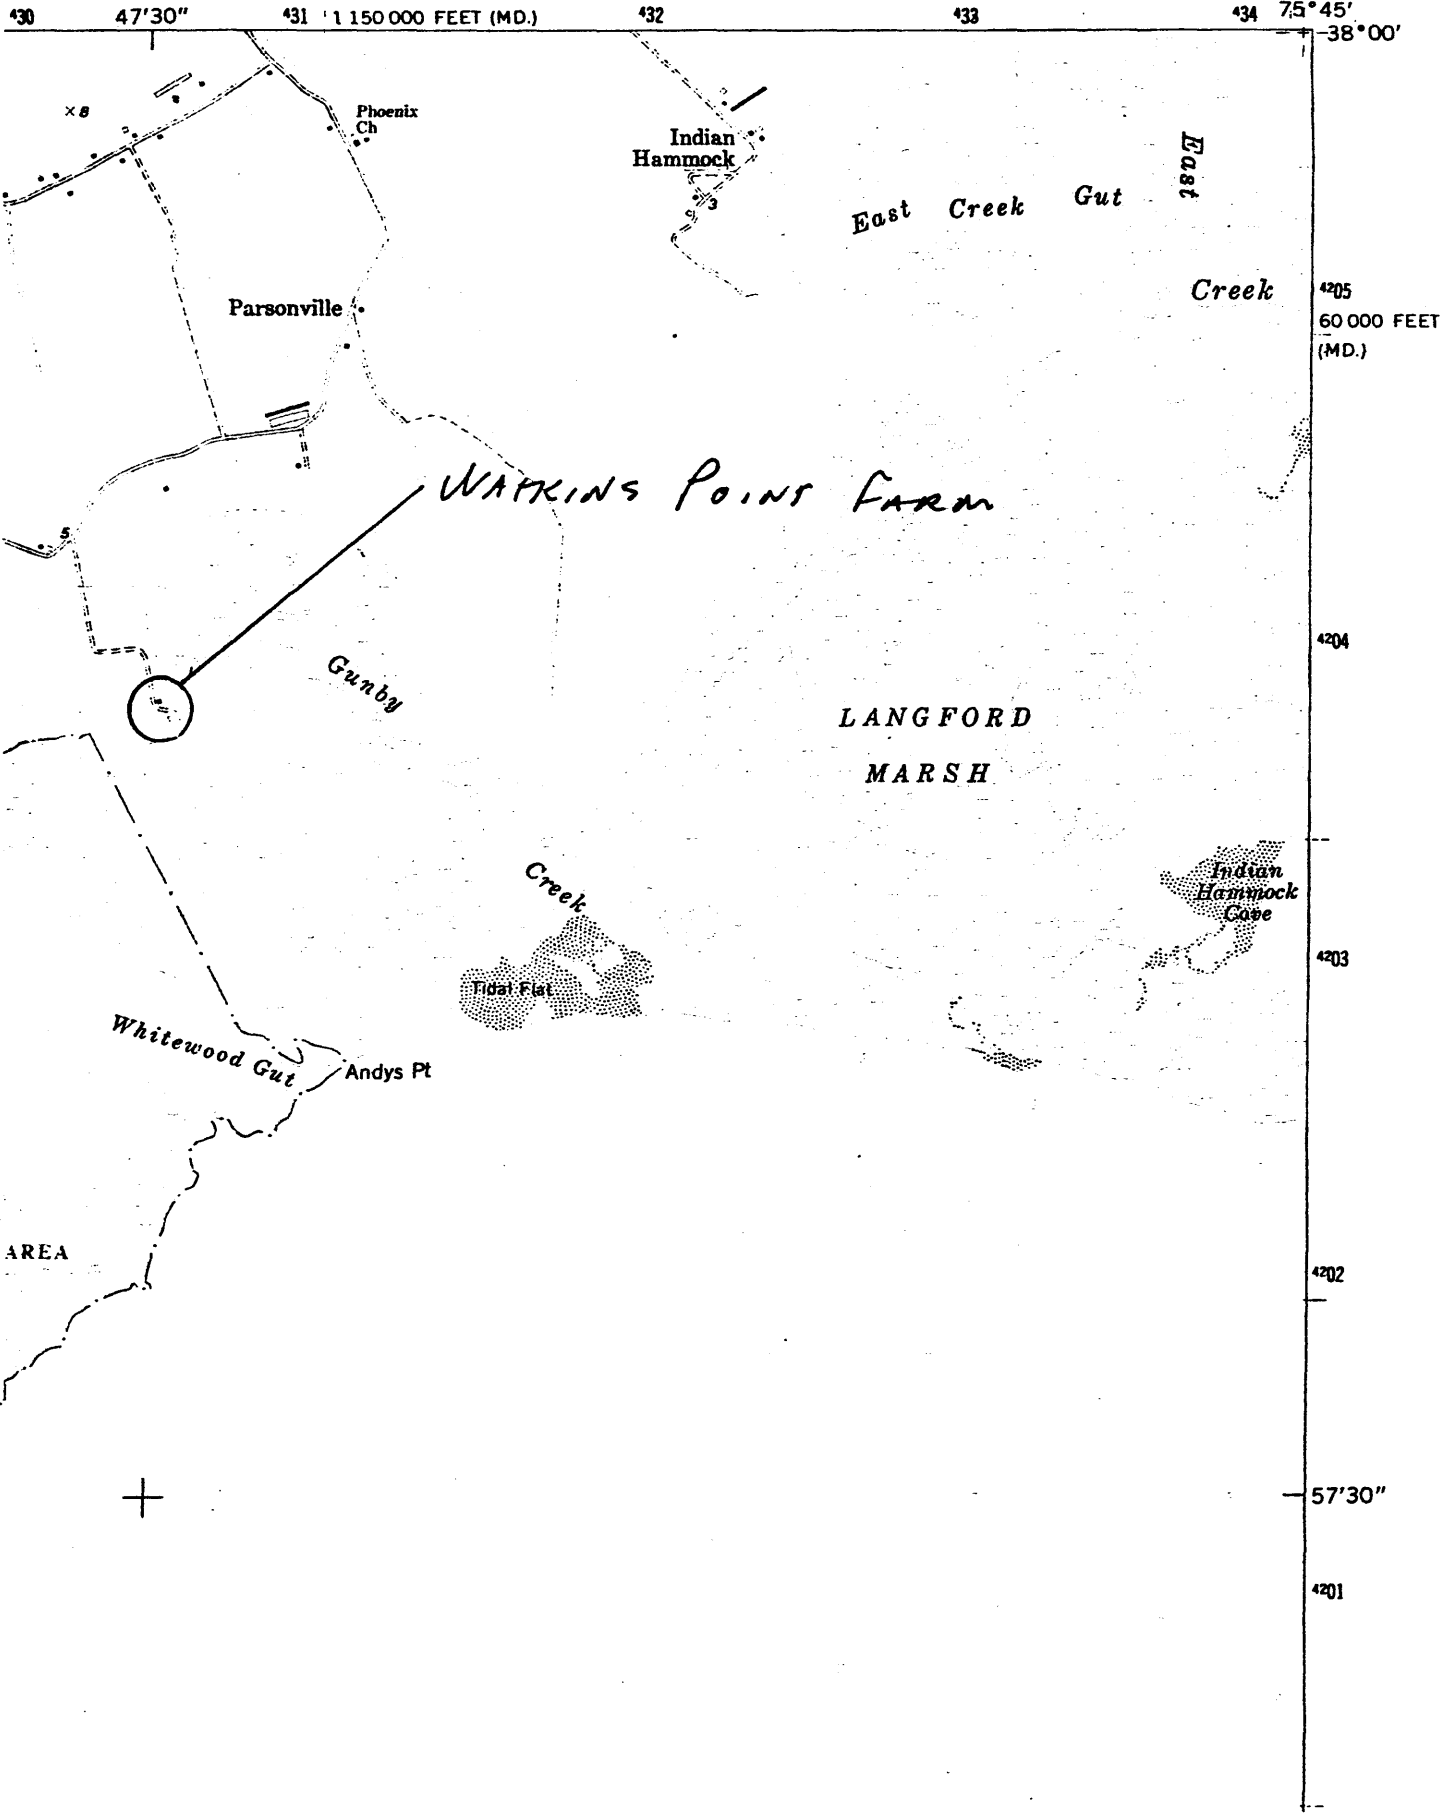 430 47'30" 431 1 150 000 FEET (MD.) 432 433 434 75°45'
38°00'
×8
Phoenix
Ch
Indian
Hammock
3
East Creek Gut
East
Creek
4205
60 000 FEET
(MD.)
Parsonville
WATKINS POINT FARM
5
4204
Gunby
LANGFORD
MARSH
Creek
Indian
Hammock
Cove
4203
Tidal Flat
Whitewood Gut
Andys Pt
AREA
4202
57'30"
4201